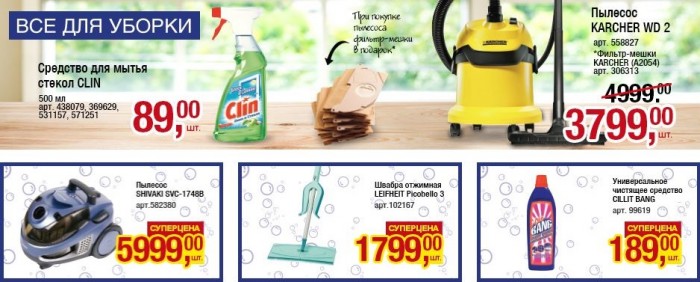 ВСЕ ДЛЯ УБОРКИ
Средство для мытья
стекол CLIN
500 мл
арт. 438079, 369629,
531157, 571251
89,00
шт.
Clin
При покупке
пылесоса
фильтр-мешки
в подарок*
KARCHER
Пылесос
KARCHER WD 2
арт. 558827
*Фильтр-мешки
KARCHER (A2054)
арт. 306313
4999.00
3799,00
шт.
Пылесос
SHIVAKI SVC-1748B
арт.582380
СУПЕРЦЕНА
5999,00
шт.
Швабра отжимная
LEIFHEIT Picobello 3
арт.102167
СУПЕРЦЕНА
1799,00
шт.
BANG
Универсальное
чистящее средство
CILLIT BANG
арт. 99619
СУПЕРЦЕНА
189,00
шт.